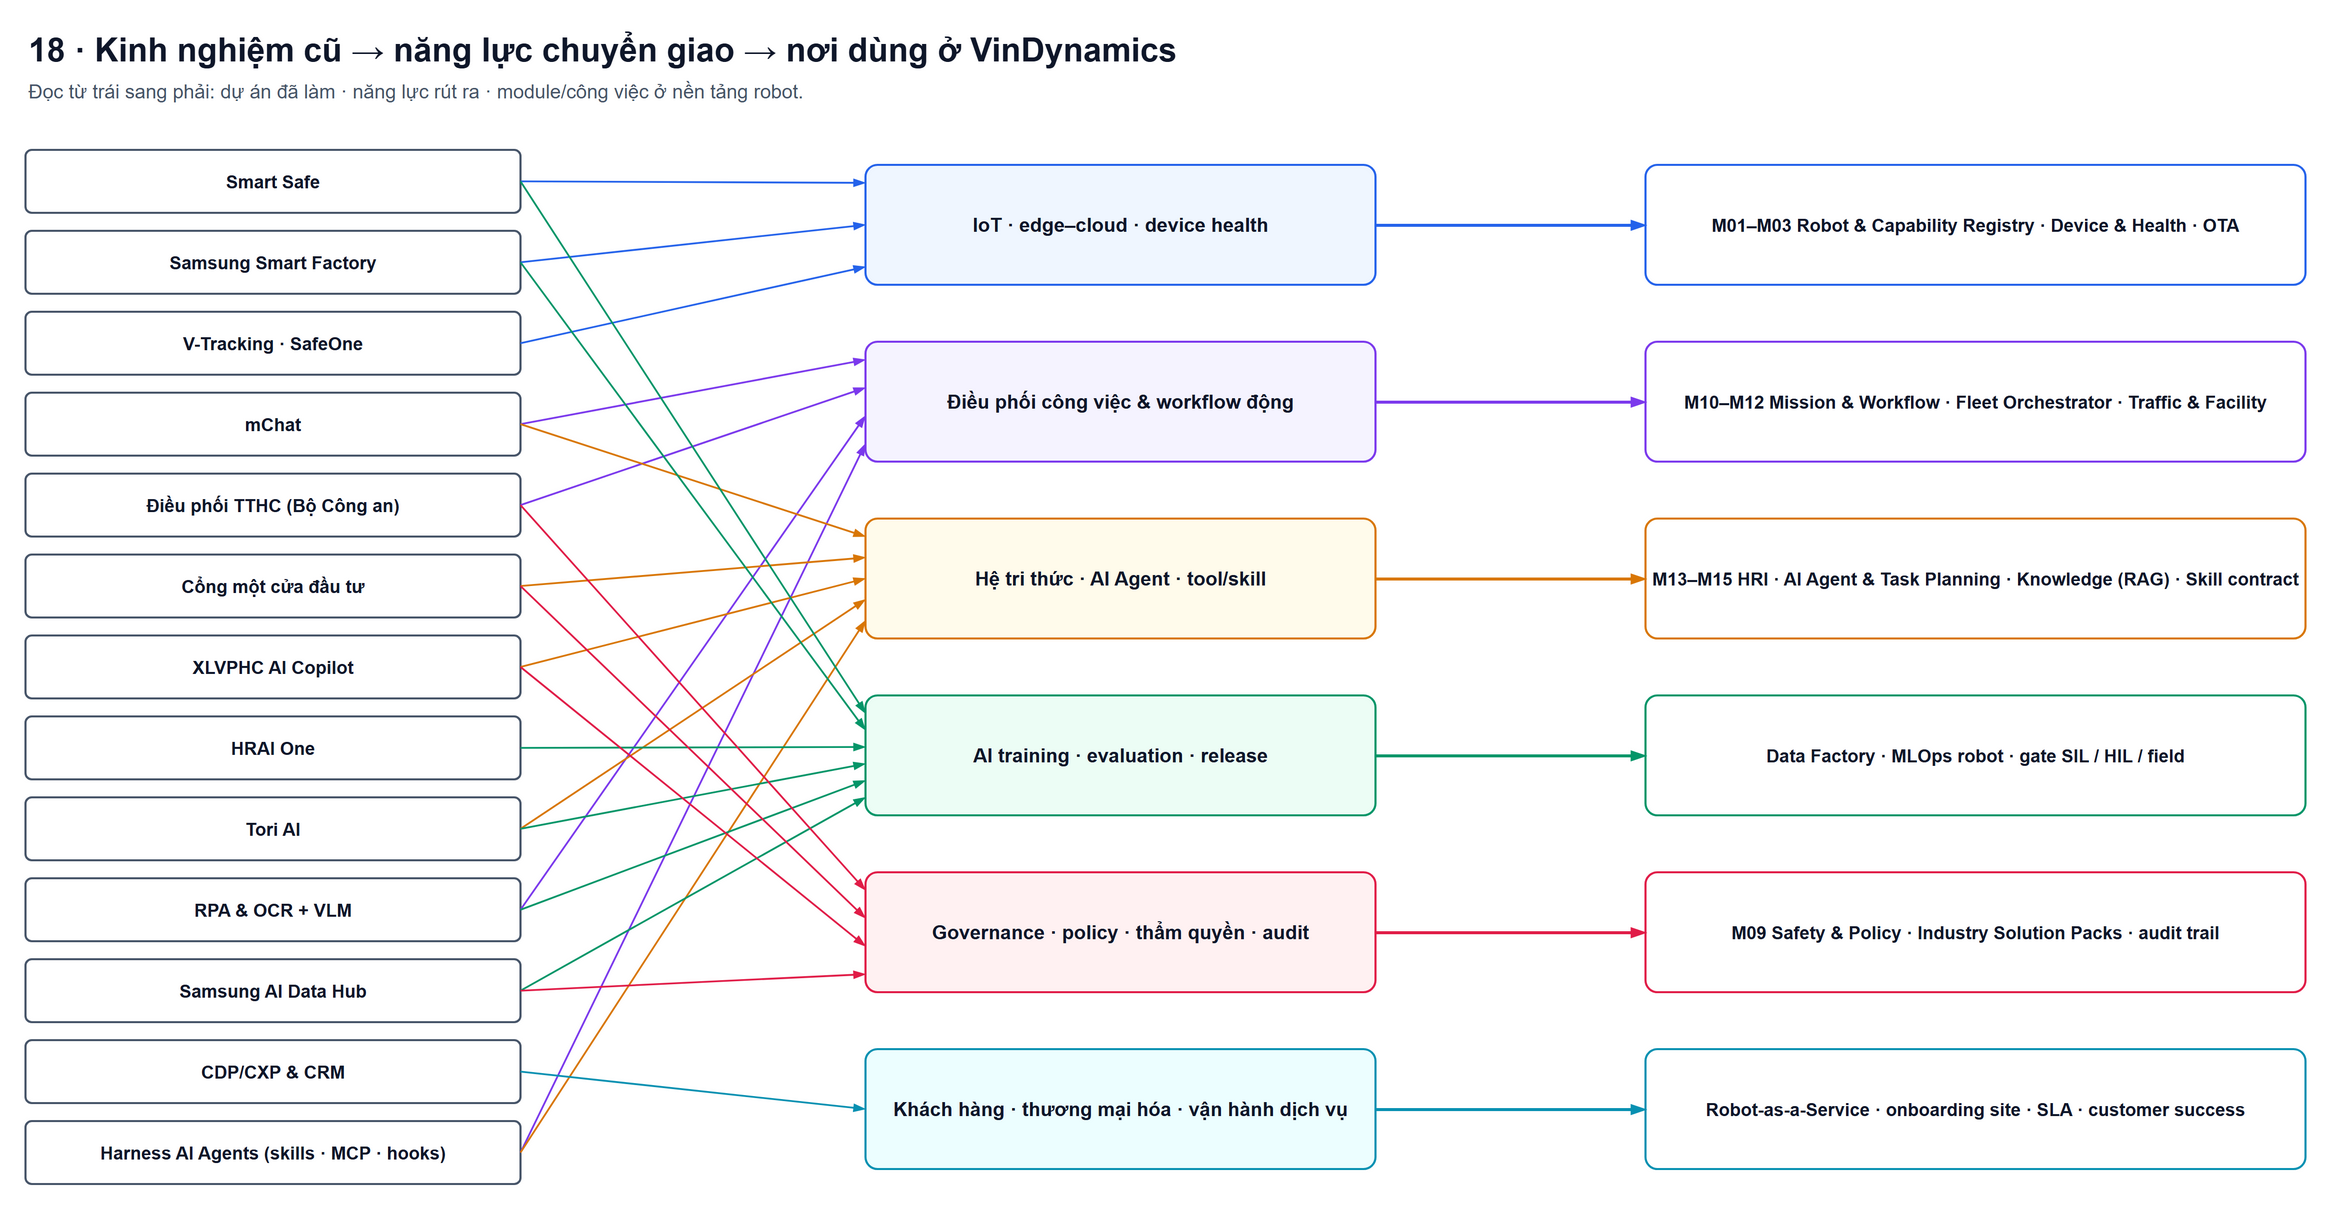 18 · Kinh nghiệm cũ → năng lực chuyển giao → nơi dùng ở VinDynamics
Đọc từ trái sang phải: dự án đã làm · năng lực rút ra · module/công việc ở nền tảng robot.
Smart Safe
Samsung Smart Factory
V-Tracking · SafeOne
mChat
Điều phối TTHC (Bộ Công an)
Cổng một cửa đầu tư
XLVPHC AI Copilot
HRAI One
Tori AI
RPA & OCR + VLM
Samsung AI Data Hub
CDP/CXP & CRM
Harness AI Agents (skills · MCP · hooks)
IoT · edge–cloud · device health
Điều phối công việc & workflow động
Hệ tri thức · AI Agent · tool/skill
AI training · evaluation · release
Governance · policy · thẩm quyền · audit
Khách hàng · thương mại hóa · vận hành dịch vụ
M01–M03 Robot & Capability Registry · Device & Health · OTA
M10–M12 Mission & Workflow · Fleet Orchestrator · Traffic & Facility
M13–M15 HRI · AI Agent & Task Planning · Knowledge (RAG) · Skill contract
Data Factory · MLOps robot · gate SIL / HIL / field
M09 Safety & Policy · Industry Solution Packs · audit trail
Robot-as-a-Service · onboarding site · SLA · customer success